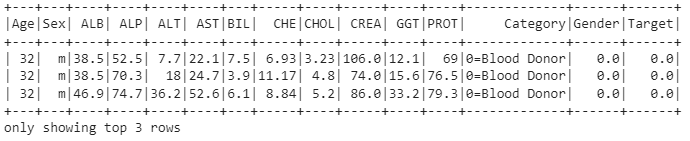 +---+---+----+----+----+----+---+-----+----+-----+----+----+-------------+------+------+
|Age|Sex| ALB| ALP| ALT| AST|BIL|  CHE|CHOL| CREA| GGT|PROT|     Category|Gender|Target|
+---+---+----+----+----+----+---+-----+----+-----+----+----+-------------+------+------+
| 32|  m|38.5|52.5| 7.7|22.1|7.5| 6.93|3.23|106.0|12.1|  69|0=Blood Donor|   0.0|   0.0|
| 32|  m|38.5|70.3|  18|24.7|3.9|11.17| 4.8| 74.0|15.6|76.5|0=Blood Donor|   0.0|   0.0|
| 32|  m|46.9|74.7|36.2|52.6|6.1| 8.84| 5.2| 86.0|33.2|79.3|0=Blood Donor|   0.0|   0.0|
+---+---+----+----+----+----+---+-----+----+-----+----+----+-------------+------+------+
only showing top 3 rows